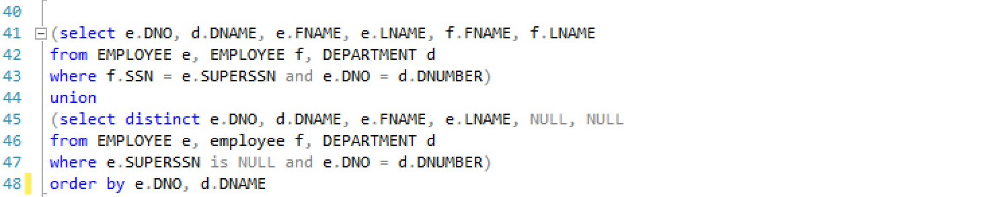 40
41 (select e.DNO, d.DNAME, e.FNAME, e.LNAME, f.FNAME, f.LNAME
42 from EMPLOYEE e, EMPLOYEE f, DEPARTMENT d
43 where f.SSN = e.SUPERSSN and e.DNO = d.DNUMBER)
44 union
45 (select distinct e.DNO, d.DNAME, e.FNAME, e.LNAME, NULL, NULL
46 from EMPLOYEE e, employee f, DEPARTMENT d
47 where e.SUPERSSN is NULL and e.DNO = d.DNUMBER)
48 order by e.DNO, d.DNAME